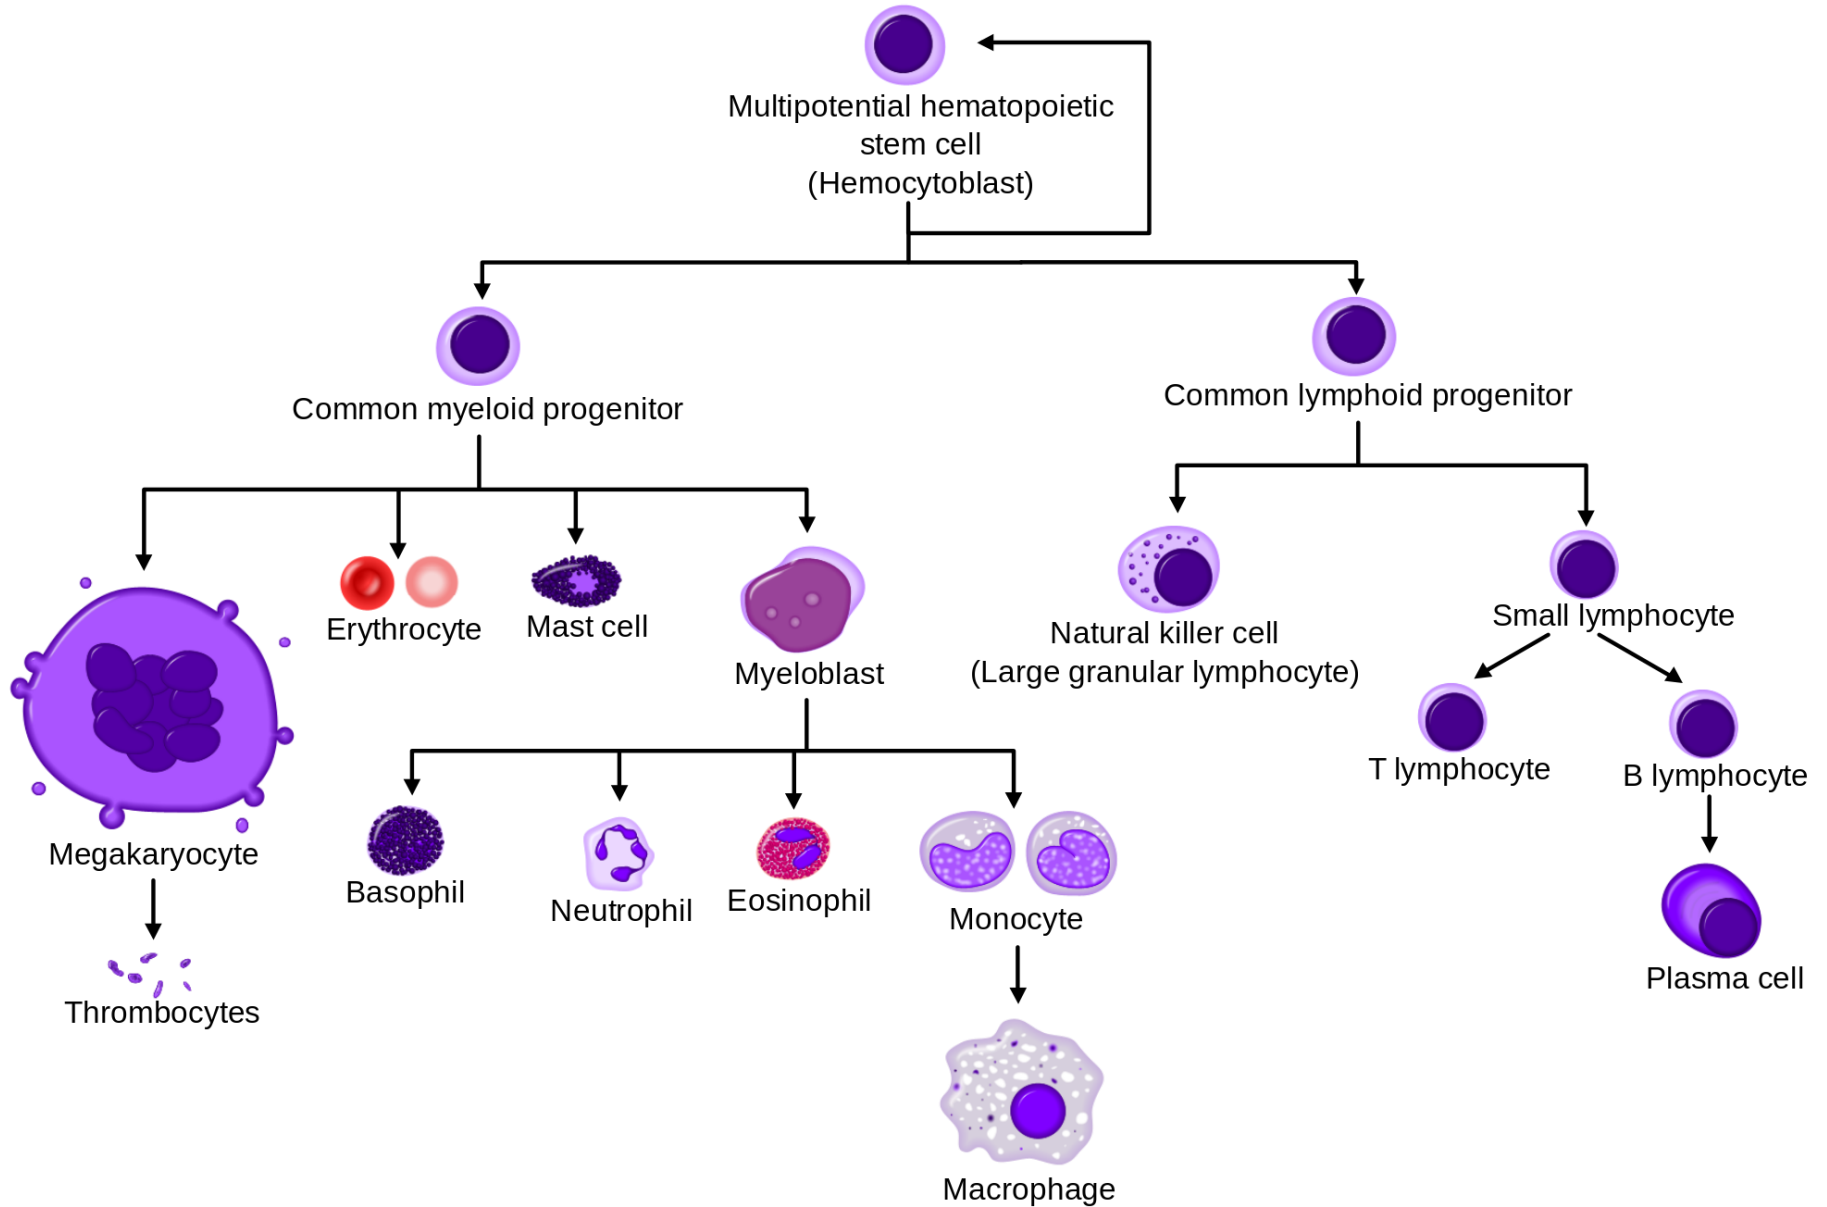 Multipotential hematopoietic
stem cell
(Hemocytoblast)
Common myeloid progenitor
Common lymphoid progenitor
Erythrocyte
Mast cell
Myeloblast
Natural killer cell
(Large granular lymphocyte)
Small lymphocyte
T lymphocyte
B lymphocyte
Megakaryocyte
Basophil
Neutrophil
Eosinophil
Monocyte
Plasma cell
Thrombocytes
Macrophage